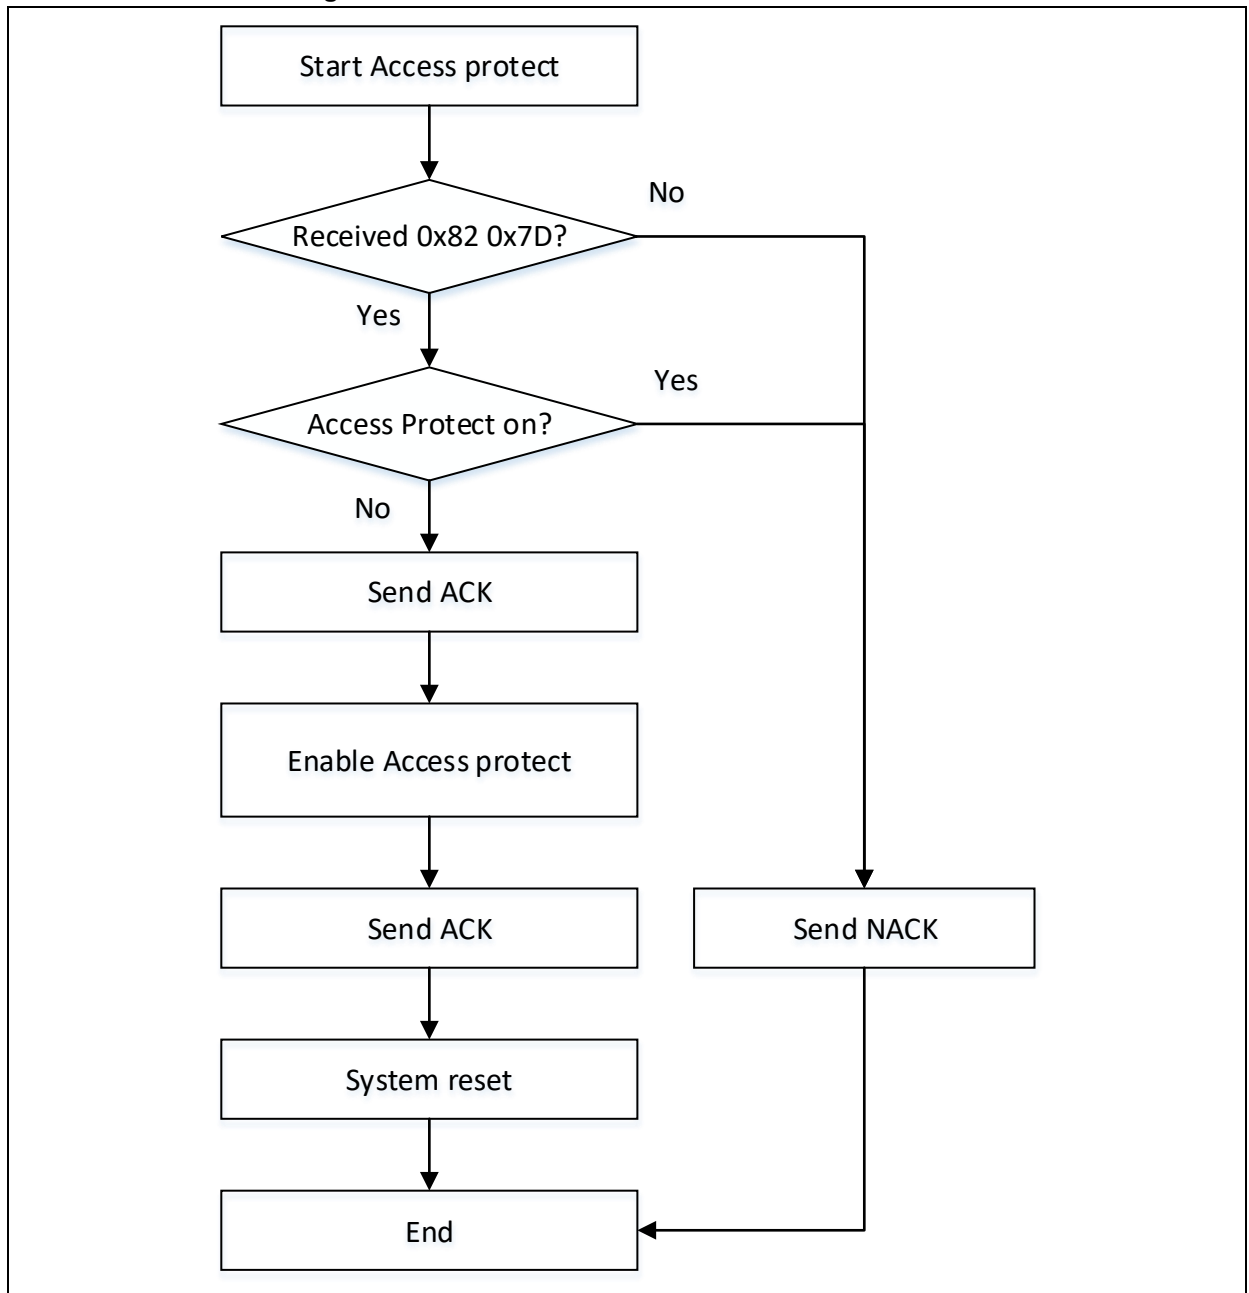 Start Access protect
No
Received 0x82 0x7D?
Yes
Yes
Access Protect on?
No
Send ACK
Enable Access protect
Send ACK
Send NACK
System reset
End